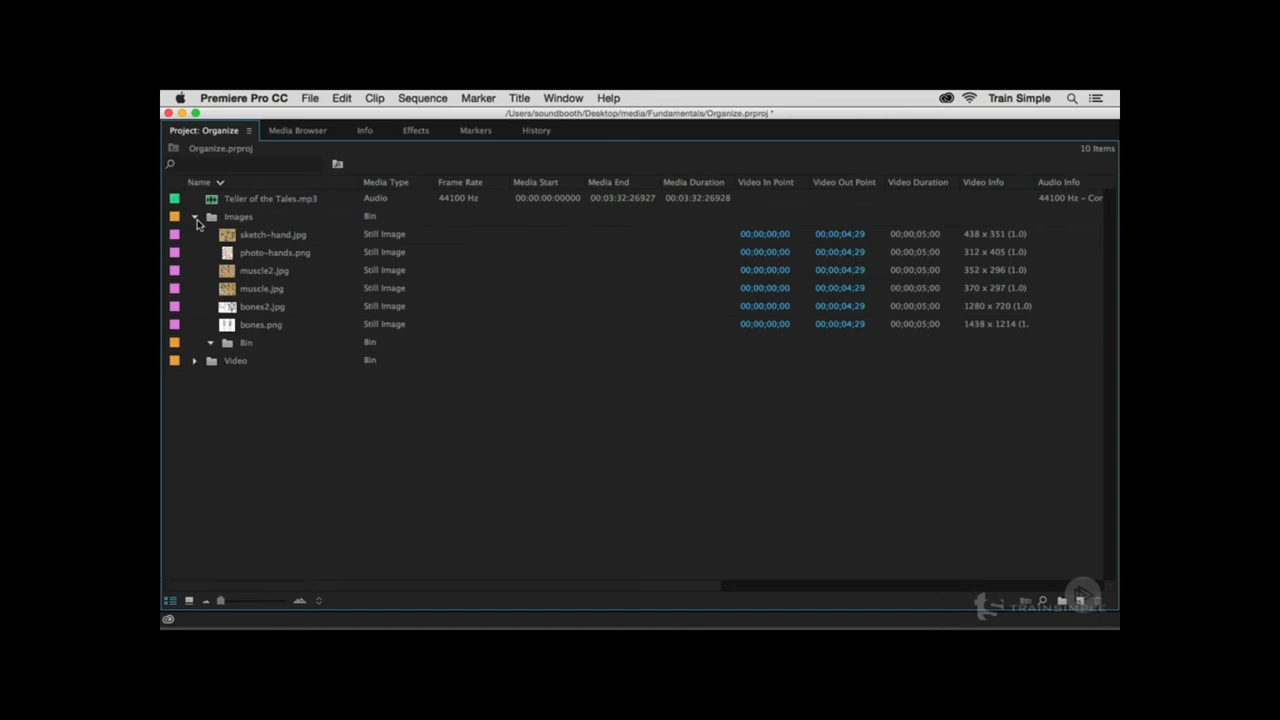 Premiere Pro CC File Edit Clip Sequence Marker Title Window Help Train Simple
/Users/soundbooth/Desktop/media/Fundamentals/Organize.prproj *
Project: Organize Media Browser Info Effects Markers History
Organize.prproj 10 Items
Name Media Type Frame Rate Media Start Media End Media Duration Video In Point Video Out Point Video Duration Video Info Audio Info
Teller of the Tales.mp3 Audio 44100 Hz 00:00:00:00000 00:03:32:26927 00:03:32:26928 44100 Hz - Cor
Images Bin
sketch-hand.jpg Still Image 00;00;00;00 00;00;04;29 00;00;05;00 438 x 351 (1.0)
photo-hands.png Still Image 00;00;00;00 00;00;04;29 00;00;05;00 312 x 405 (1.0)
muscle2.jpg Still Image 00;00;00;00 00;00;04;29 00;00;05;00 352 x 296 (1.0)
muscle.jpg Still Image 00;00;00;00 00;00;04;29 00;00;05;00 370 x 297 (1.0)
bones2.jpg Still Image 00;00;00;00 00;00;04;29 00;00;05;00 1280 x 720 (1.0)
bones.png Still Image 00;00;00;00 00;00;04;29 00;00;05;00 1438 x 1214 (1.
Bin Bin
Video Bin
TRAINSIMPLE